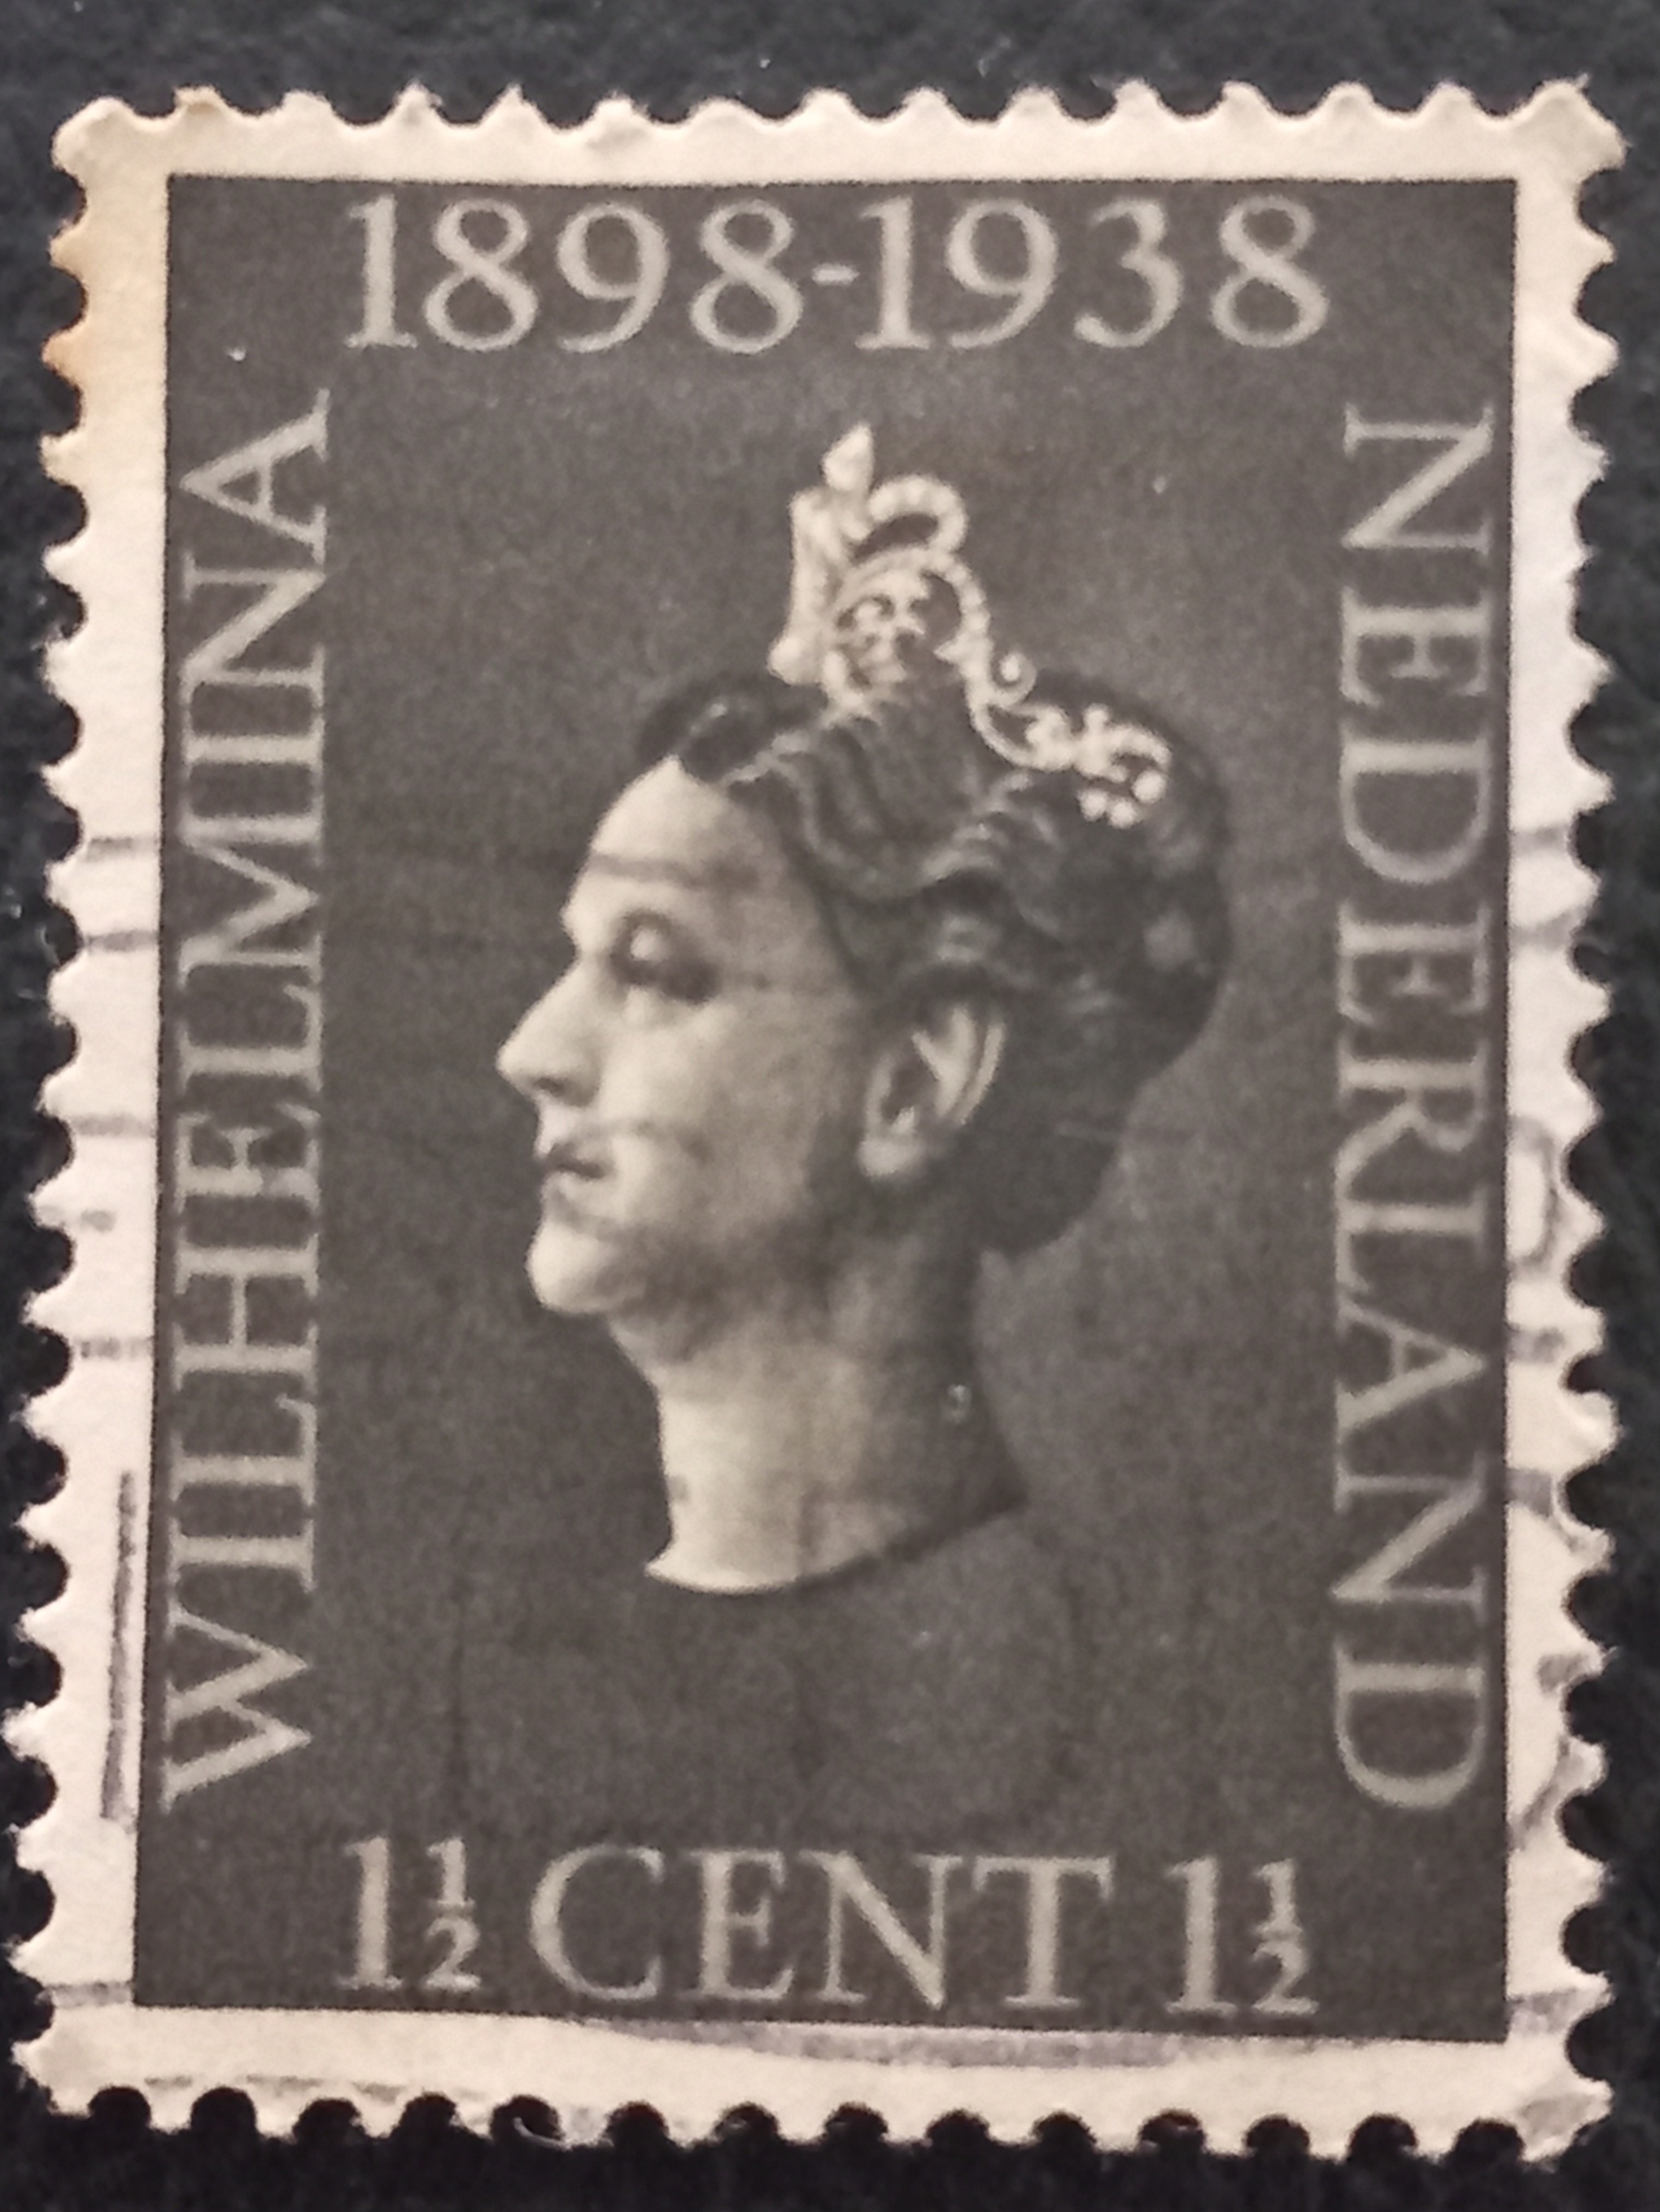 1898-1938
WILHELMINA
NEDERLAND
1½ CENT 1½